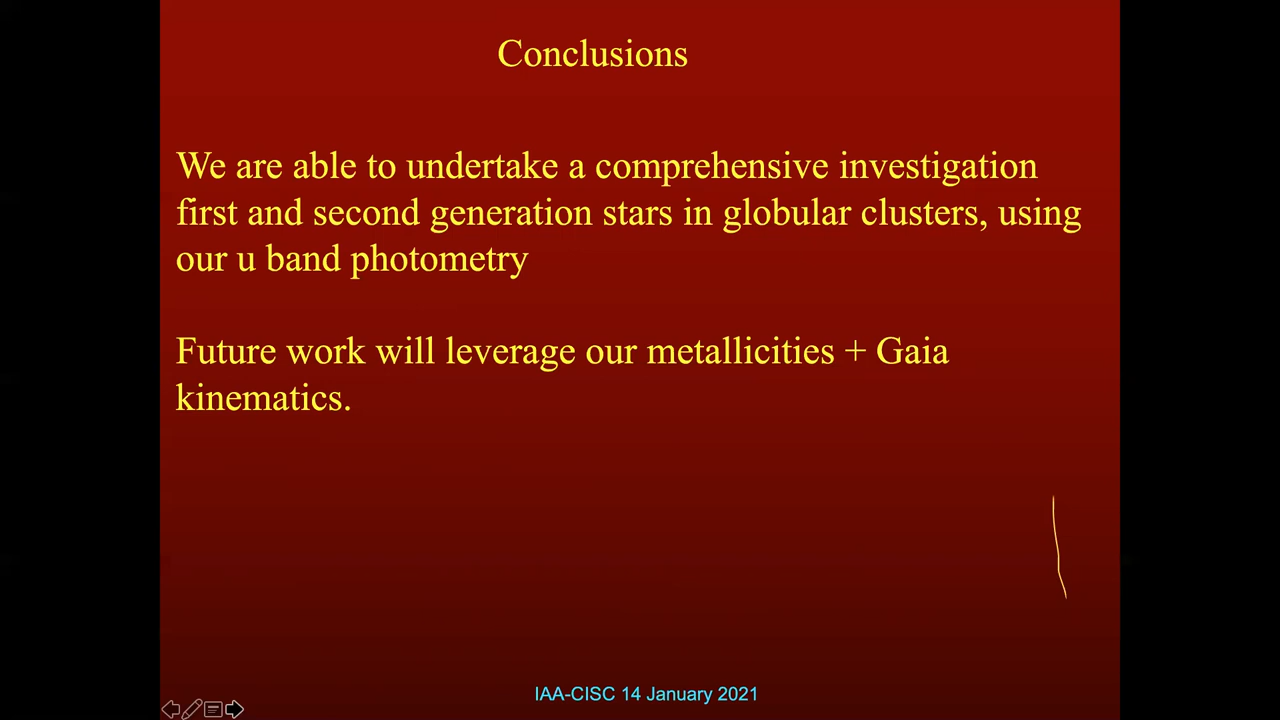 Conclusions
We are able to undertake a comprehensive investigation
first and second generation stars in globular clusters, using
our u band photometry
Future work will leverage our metallicities + Gaia
kinematics.
IAA-CISC 14 January 2021